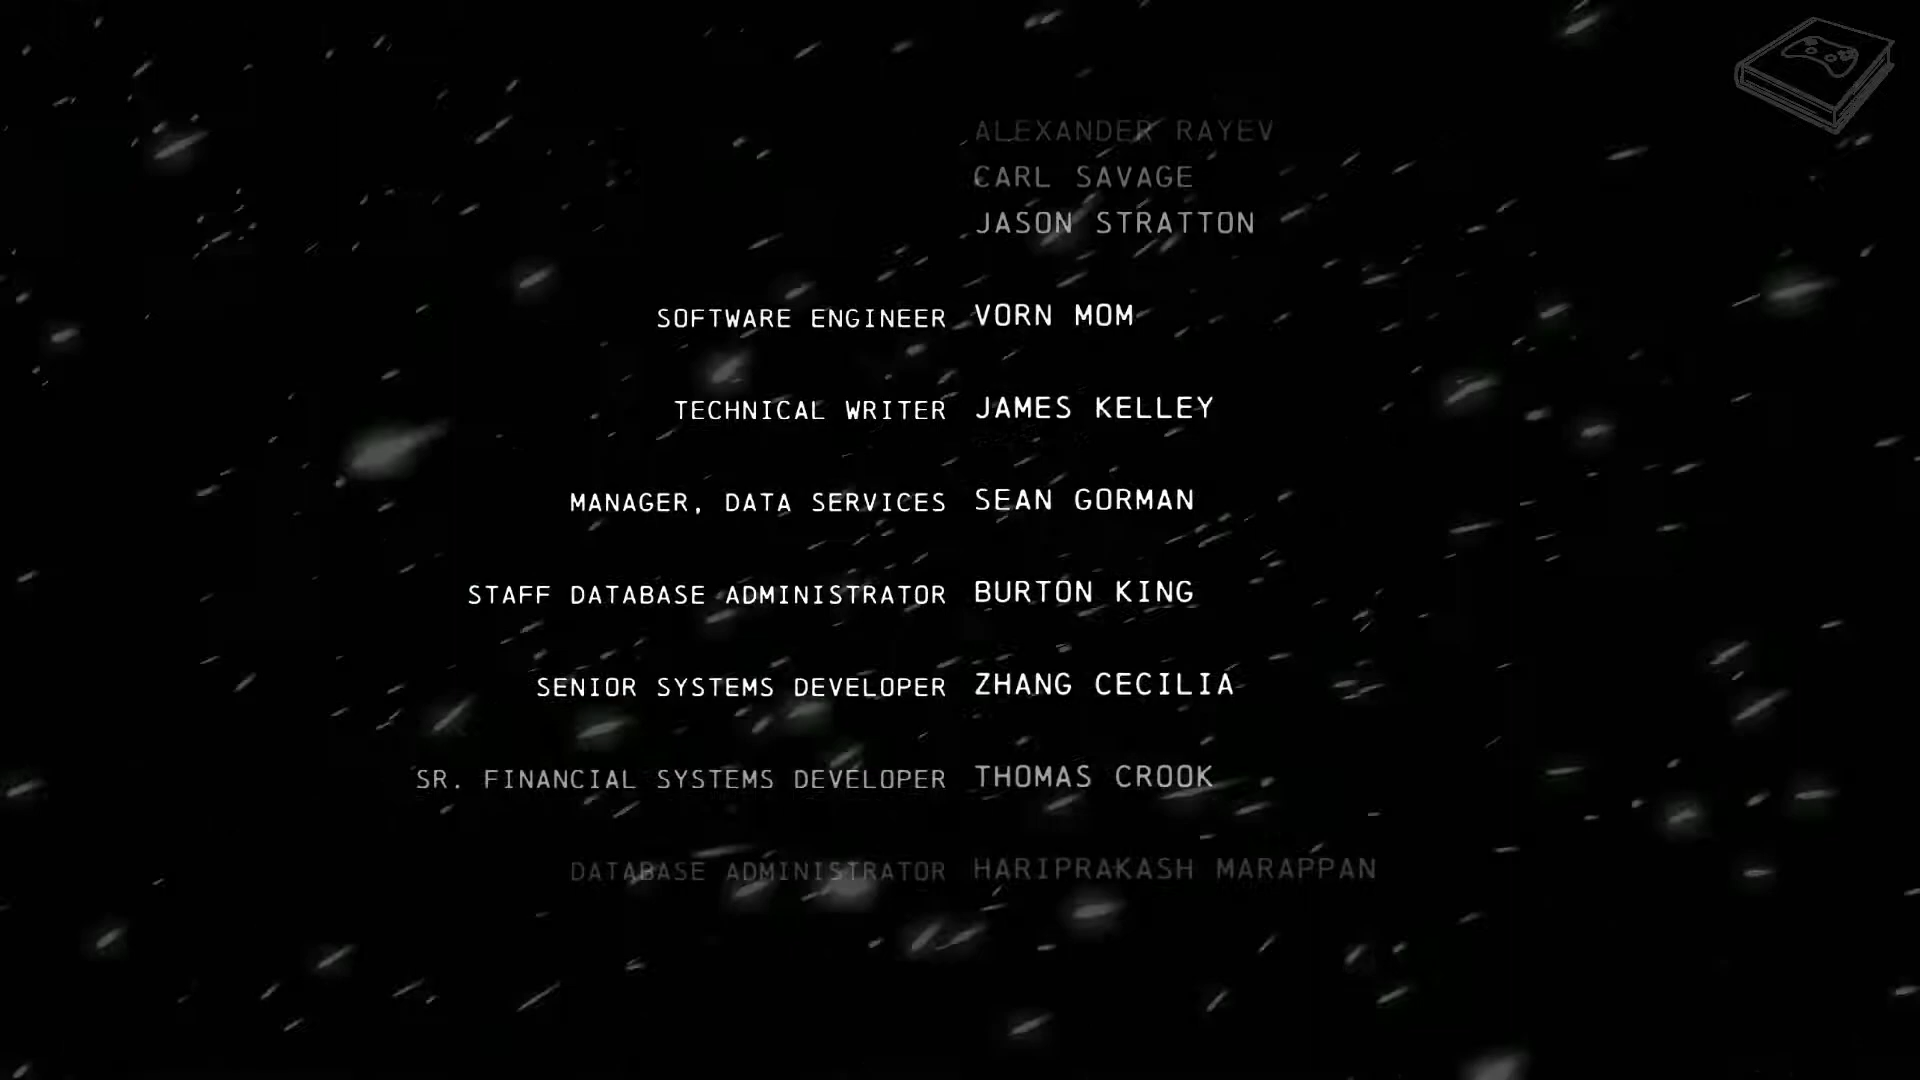 ALEXANDER RAYEV
CARL SAVAGE
JASON STRATTON
SOFTWARE ENGINEER VORN MOM
TECHNICAL WRITER JAMES KELLEY
MANAGER, DATA SERVICES SEAN GORMAN
STAFF DATABASE ADMINISTRATOR BURTON KING
SENIOR SYSTEMS DEVELOPER ZHANG CECILIA
SR. FINANCIAL SYSTEMS DEVELOPER THOMAS CROOK
DATABASE ADMINISTRATOR HARIPRAKASH MARAPPAN